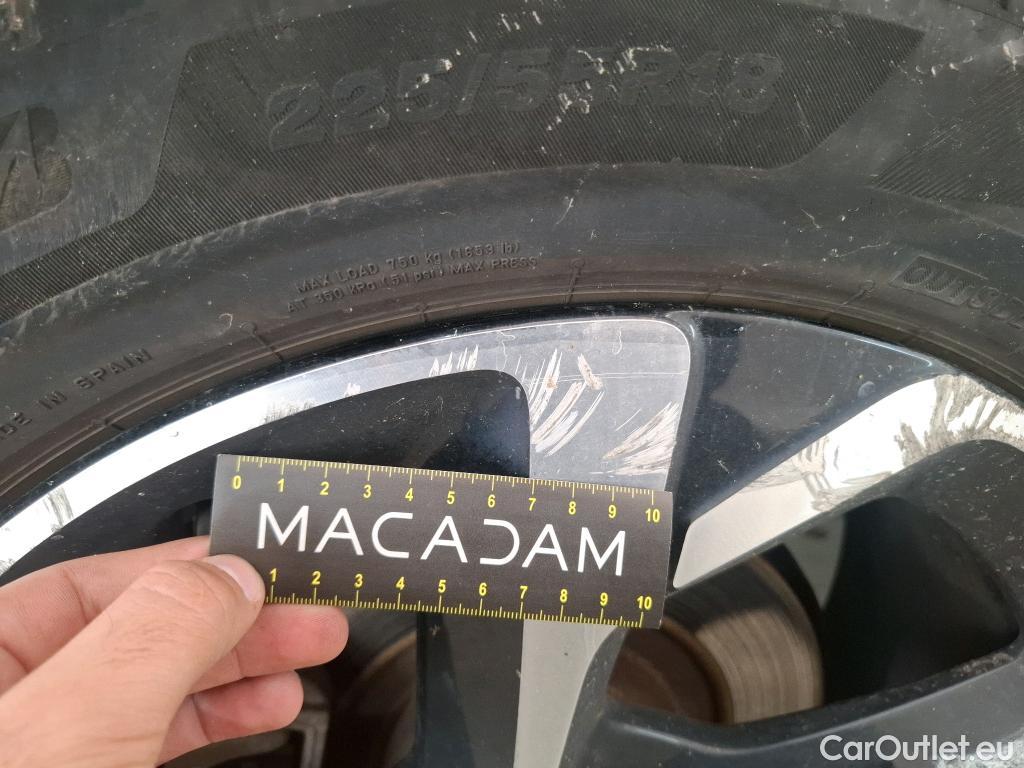 225/55R18
MAX LOAD 750 kg (1653 lb)
AT 350 kPa (51 psi) MAX PRESS
IN SPAIN
0 1 2 3 4 5 6 7 8 9 10
MACADAM
1 2 3 4 5 6 7 8 9 10
CarOutlet.eu